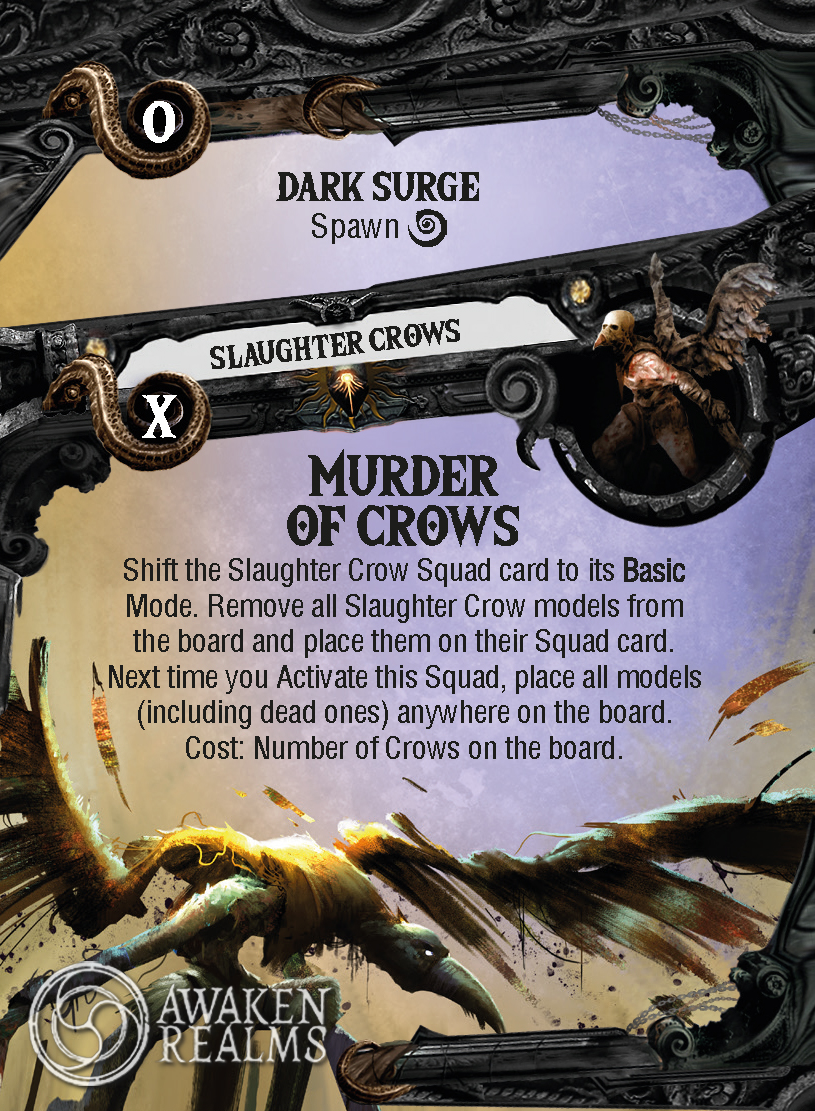 0
DARK SURGE
Spawn
SLAUGHTER CROWS
X
MURDER
OF CROWS
Shift the Slaughter Crow Squad card to its Basic
Mode. Remove all Slaughter Crow models from
the board and place them on their Squad card.
Next time you Activate this Squad, place all models
(including dead ones) anywhere on the board.
Cost: Number of Crows on the board.
AWAKEN
REALMS